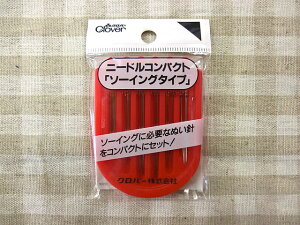 Clover
ニードルコンパクト
「ソーイングタイプ」
ソーイングに必要なぬい針
をコンパクトにセット!
クロバー株式会社